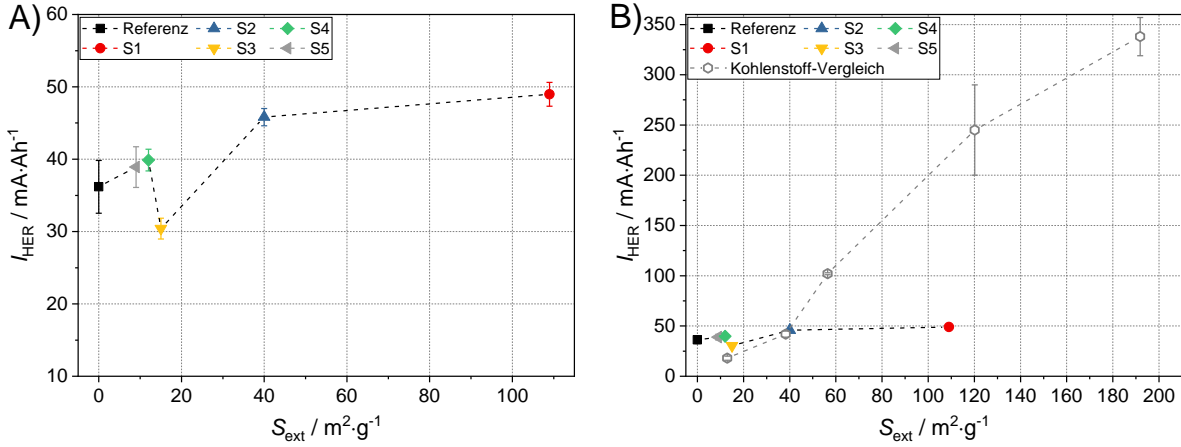 A)
Referenz S2 S4
S1 S3 S5
60
50
40
30
20
10
I_HER / mA·Ah⁻¹
0 20 40 60 80 100
S_ext / m²·g⁻¹
B)
Referenz S2 S4
S1 S3 S5
Kohlenstoff-Vergleich
350
300
250
200
150
100
50
0
I_HER / mA·Ah⁻¹
0 20 40 60 80 100 120 140 160 180 200
S_ext / m²·g⁻¹